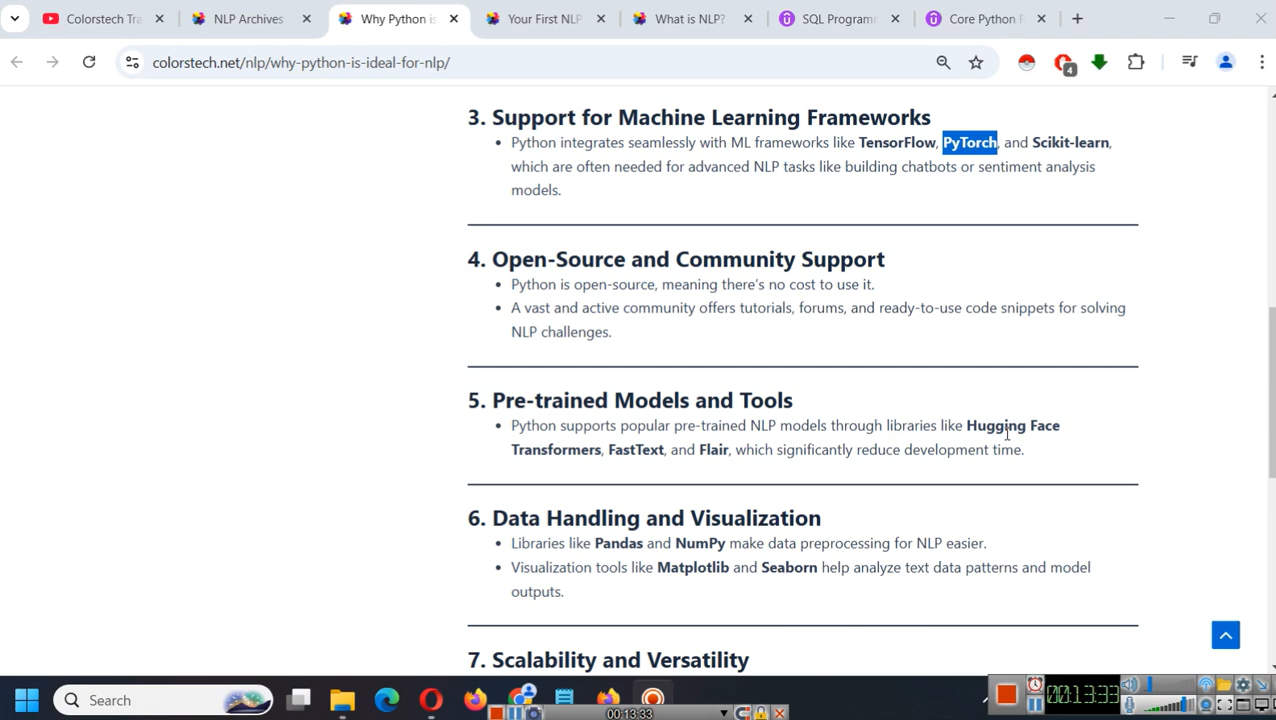 Colorstech Tra
NLP Archives
Why Python is
Your First NLP
What is NLP?
SQL Programm
Core Python P
colorstech.net/nlp/why-python-is-ideal-for-nlp/
4
3. Support for Machine Learning Frameworks
• Python integrates seamlessly with ML frameworks like TensorFlow, PyTorch, and Scikit-learn,
which are often needed for advanced NLP tasks like building chatbots or sentiment analysis
models.
4. Open-Source and Community Support
• Python is open-source, meaning there's no cost to use it.
• A vast and active community offers tutorials, forums, and ready-to-use code snippets for solving
NLP challenges.
5. Pre-trained Models and Tools
• Python supports popular pre-trained NLP models through libraries like Hugging Face
Transformers, FastText, and Flair, which significantly reduce development time.
6. Data Handling and Visualization
• Libraries like Pandas and NumPy make data preprocessing for NLP easier.
• Visualization tools like Matplotlib and Seaborn help analyze text data patterns and model
outputs.
7. Scalability and Versatility
Search
00:13:33
00:13:33